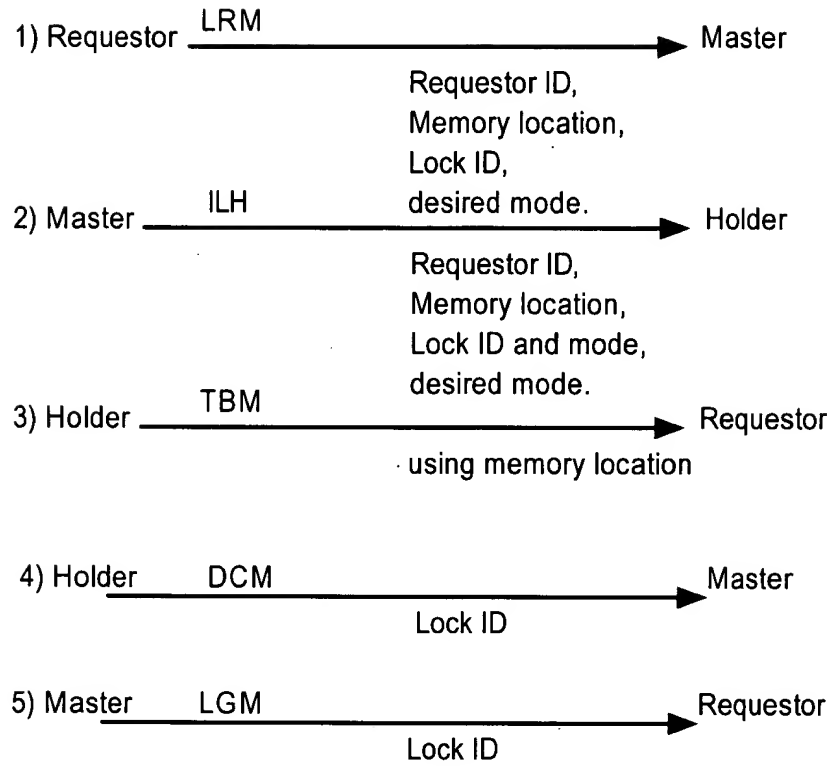 1) Requestor LRM Master
Requestor ID,
Memory location,
Lock ID,
desired mode.
2) Master ILH Holder
Requestor ID,
Memory location,
Lock ID and mode,
desired mode.
3) Holder TBM Requestor
using memory location
4) Holder DCM Master
Lock ID
5) Master LGM Requestor
Lock ID